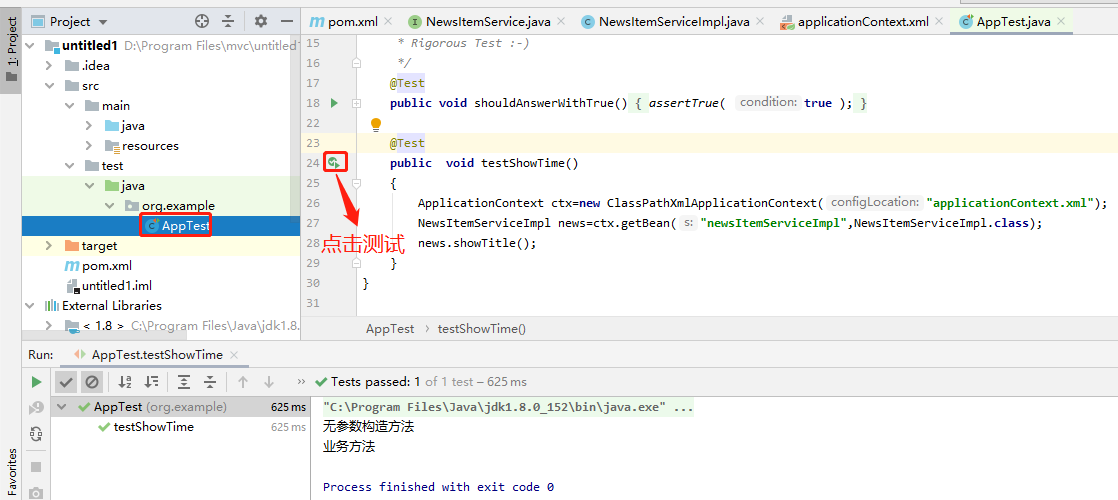 1: Project
Project
pom.xml
NewsItemService.java
NewsItemServiceImpl.java
applicationContext.xml
AppTest.java
untitled1 D:\Program Files\mvc\untitled1
.idea
src
main
java
resources
test
java
org.example
AppTest
target
pom.xml
untitled1.iml
External Libraries
< 1.8 > C:\Program Files\Java\jdk1.8.
15 * Rigorous Test :-)
16 */
17 @Test
18 public void shouldAnswerWithTrue() { assertTrue( condition: true ); }
22
23 @Test
24 public void testShowTime()
25 {
26 ApplicationContext ctx=new ClassPathXmlApplicationContext( configLocation: "applicationContext.xml");
27 NewsItemServiceImpl news=ctx.getBean( s: "newsItemServiceImpl",NewsItemServiceImpl.class);
28 news.showTitle();
29 }
30 }
31
点击测试
AppTest › testShowTime()
Run: AppTest.testShowTime
Tests passed: 1 of 1 test – 625 ms
AppTest (org.example) 625 ms
testShowTime 625 ms
"C:\Program Files\Java\jdk1.8.0_152\bin\java.exe" ...
无参数构造方法
业务方法
Process finished with exit code 0
Favorites